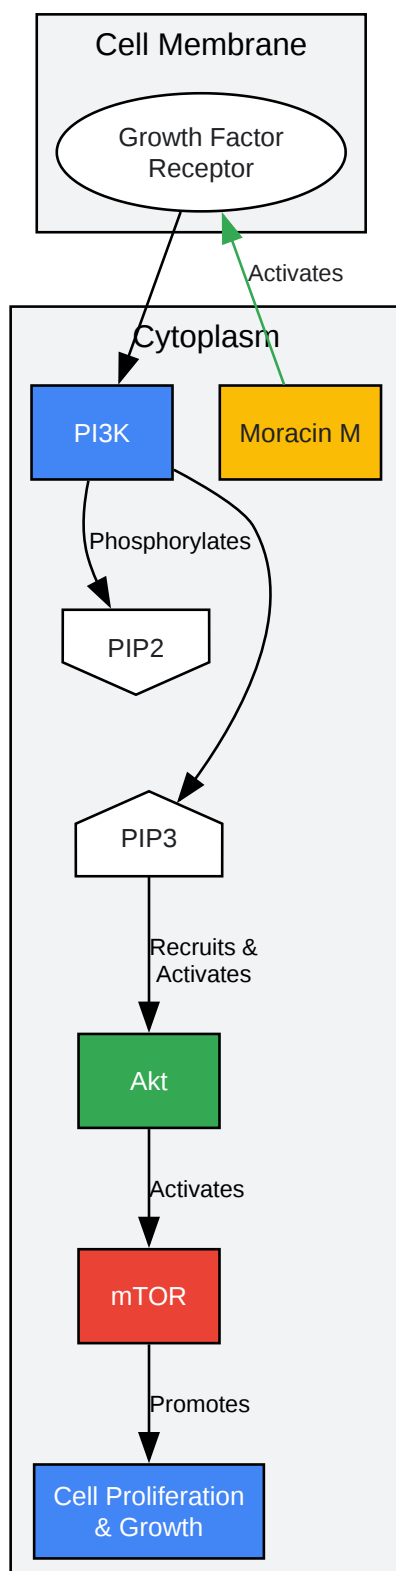 Cell Membrane
Growth Factor
Receptor
Activates
Cytoplasm
PI3K
Moracin M
Phosphorylates
PIP2
PIP3
Recruits &
Activates
Akt
Activates
mTOR
Promotes
Cell Proliferation
& Growth